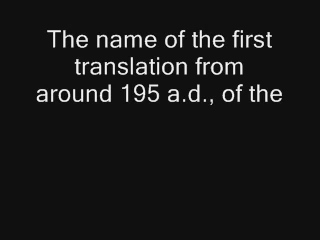 The name of the first
translation from
around 195 a.d., of the